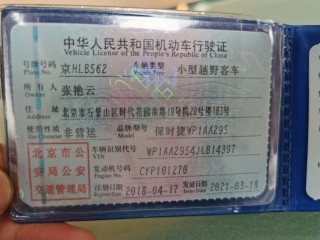 中华人民共和国机动车行驶证
Vehicle License of the People's Republic of China
号牌号码 京HLB562 车辆类型 小型越野客车
Plate No. Vehicle Type
所有人 张艳云
Owner
住址 北京市石景山区时代花园南路19号院20号楼103号
Address
使用性质 非营运 品牌型号 保时捷WP1AA295
Use Character Model
北京市公 车辆识别代号 WP1AA2954JLB14397
VIN
安局公安 发动机号码 CYP101270
Engine No.
交通管理局 注册日期 2018-04-17 发证日期 2021-03-18
Register Date Issue Date